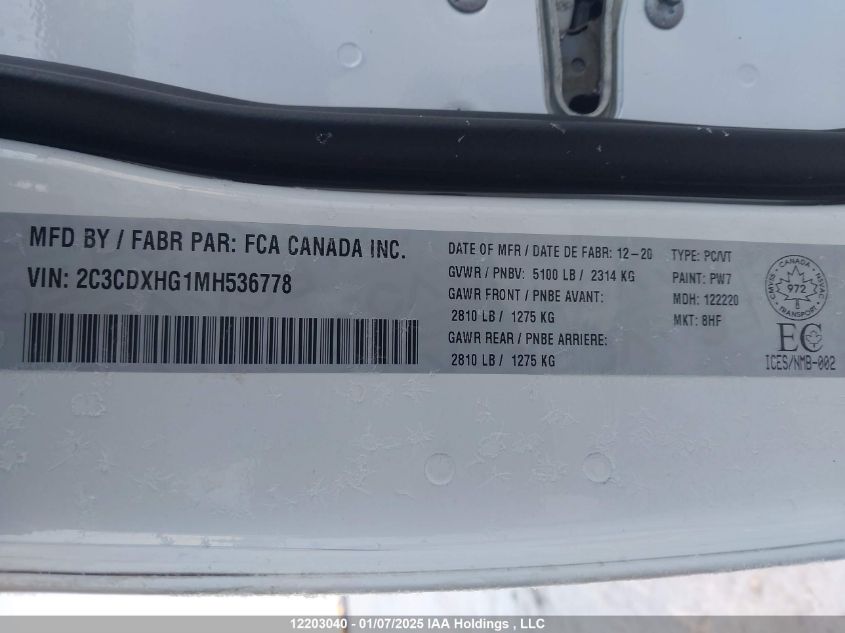 MFD BY / FABR PAR: FCA CANADA INC.
VIN: 2C3CDXHG1MH536778
DATE OF MFR / DATE DE FABR: 12-20
GVWR / PNBV: 5100 LB / 2314 KG
GAWR FRONT / PNBE AVANT:
2810 LB / 1275 KG
GAWR REAR / PNBE ARRIERE:
2810 LB / 1275 KG
TYPE: PC/VT
PAINT: PW7
MDH: 122220
MKT: 8HF
CANADA
CMVSS
NSVAC
972
TRANSPORT
EC
ICES/NMB-002
12203040 - 01/07/2025 IAA Holdings , LLC